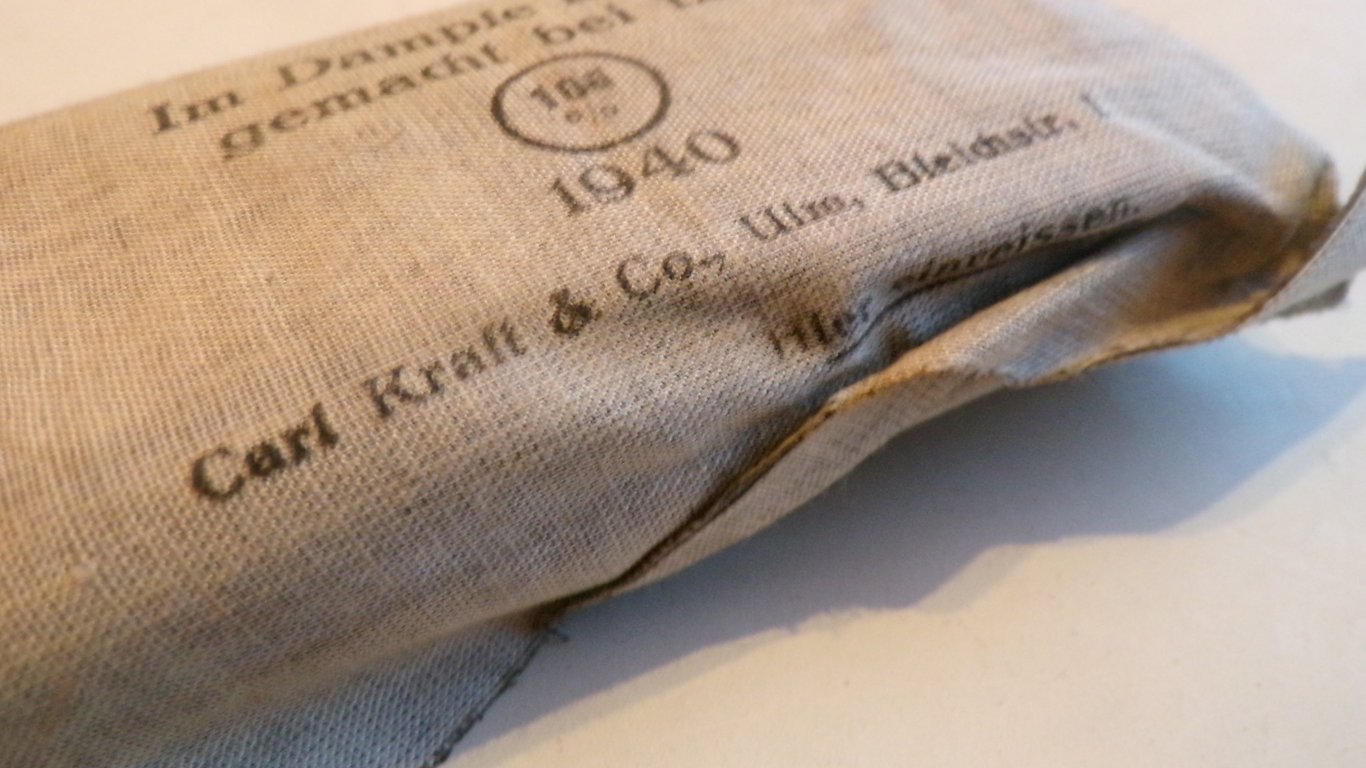 Im Dampfe
gemacht bei
1940
Carl Kraft & Co., Ulm, Bleichstr.
Hier einreissen.